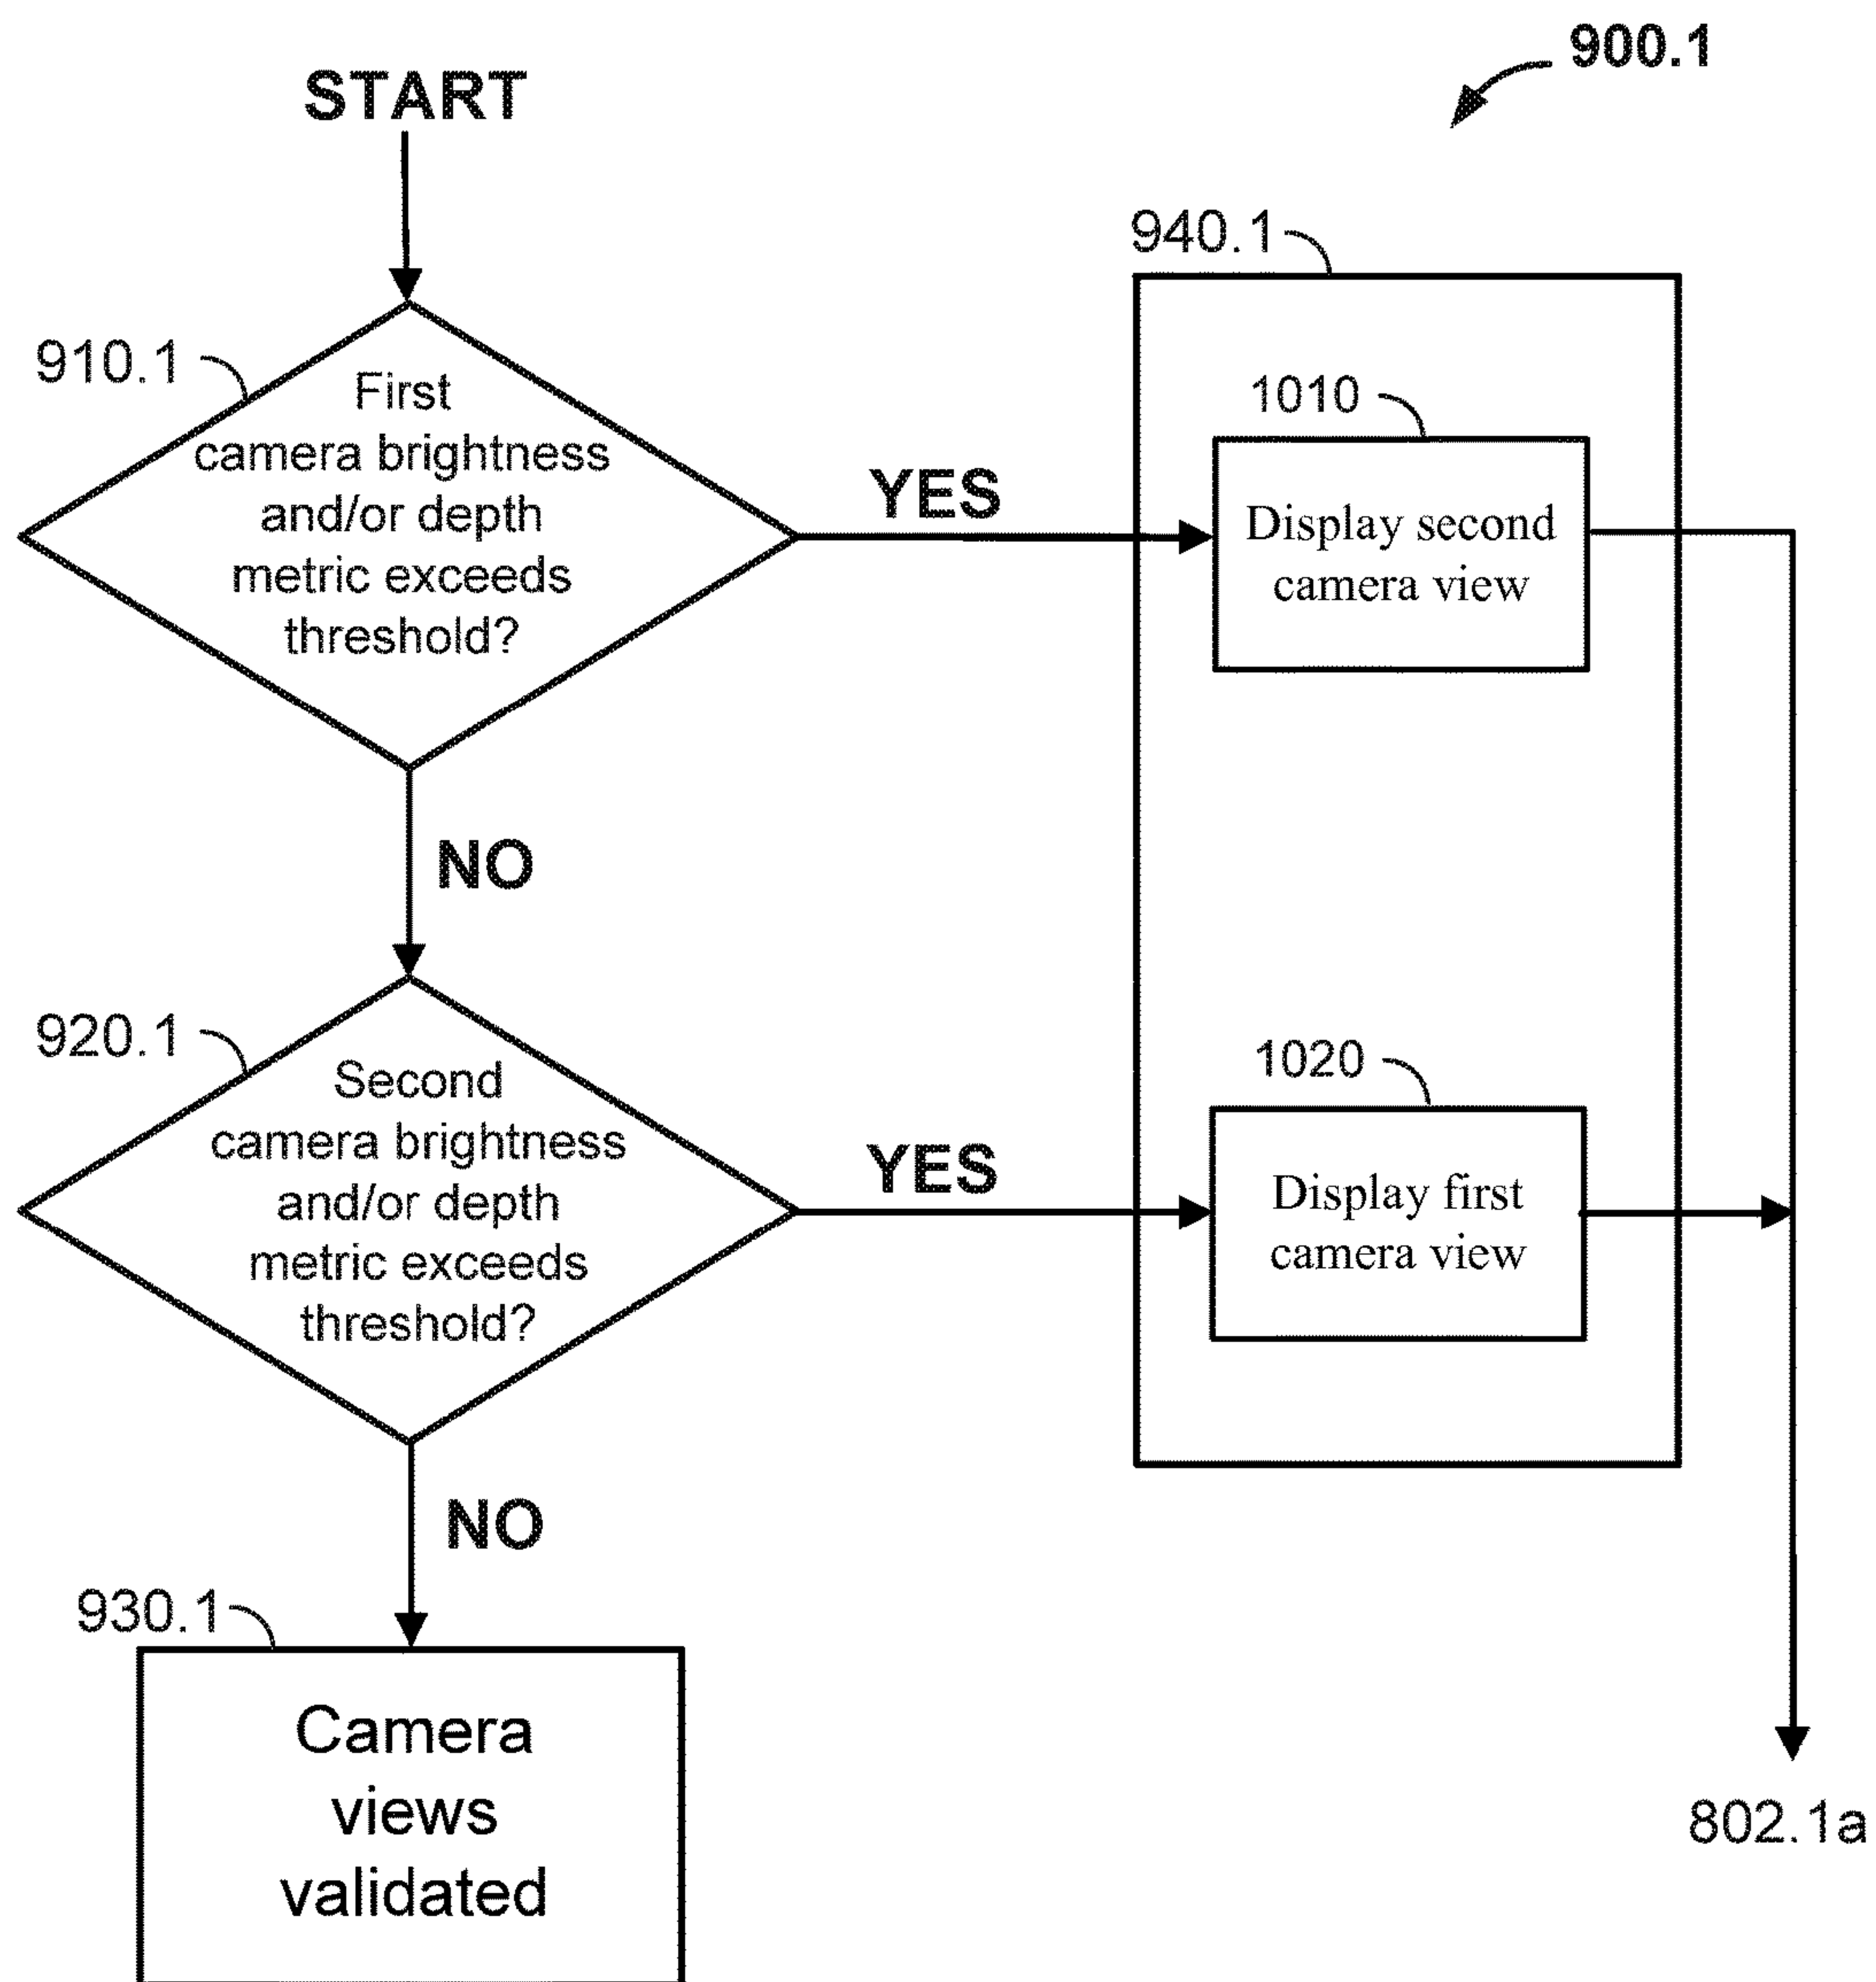 900.1
START
940.1
910.1
First
camera brightness
and/or depth
metric exceeds
threshold?
YES
1010
Display second
camera view
NO
920.1
Second
camera brightness
and/or depth
metric exceeds
threshold?
YES
1020
Display first
camera view
NO
930.1
Camera
views
validated
802.1a